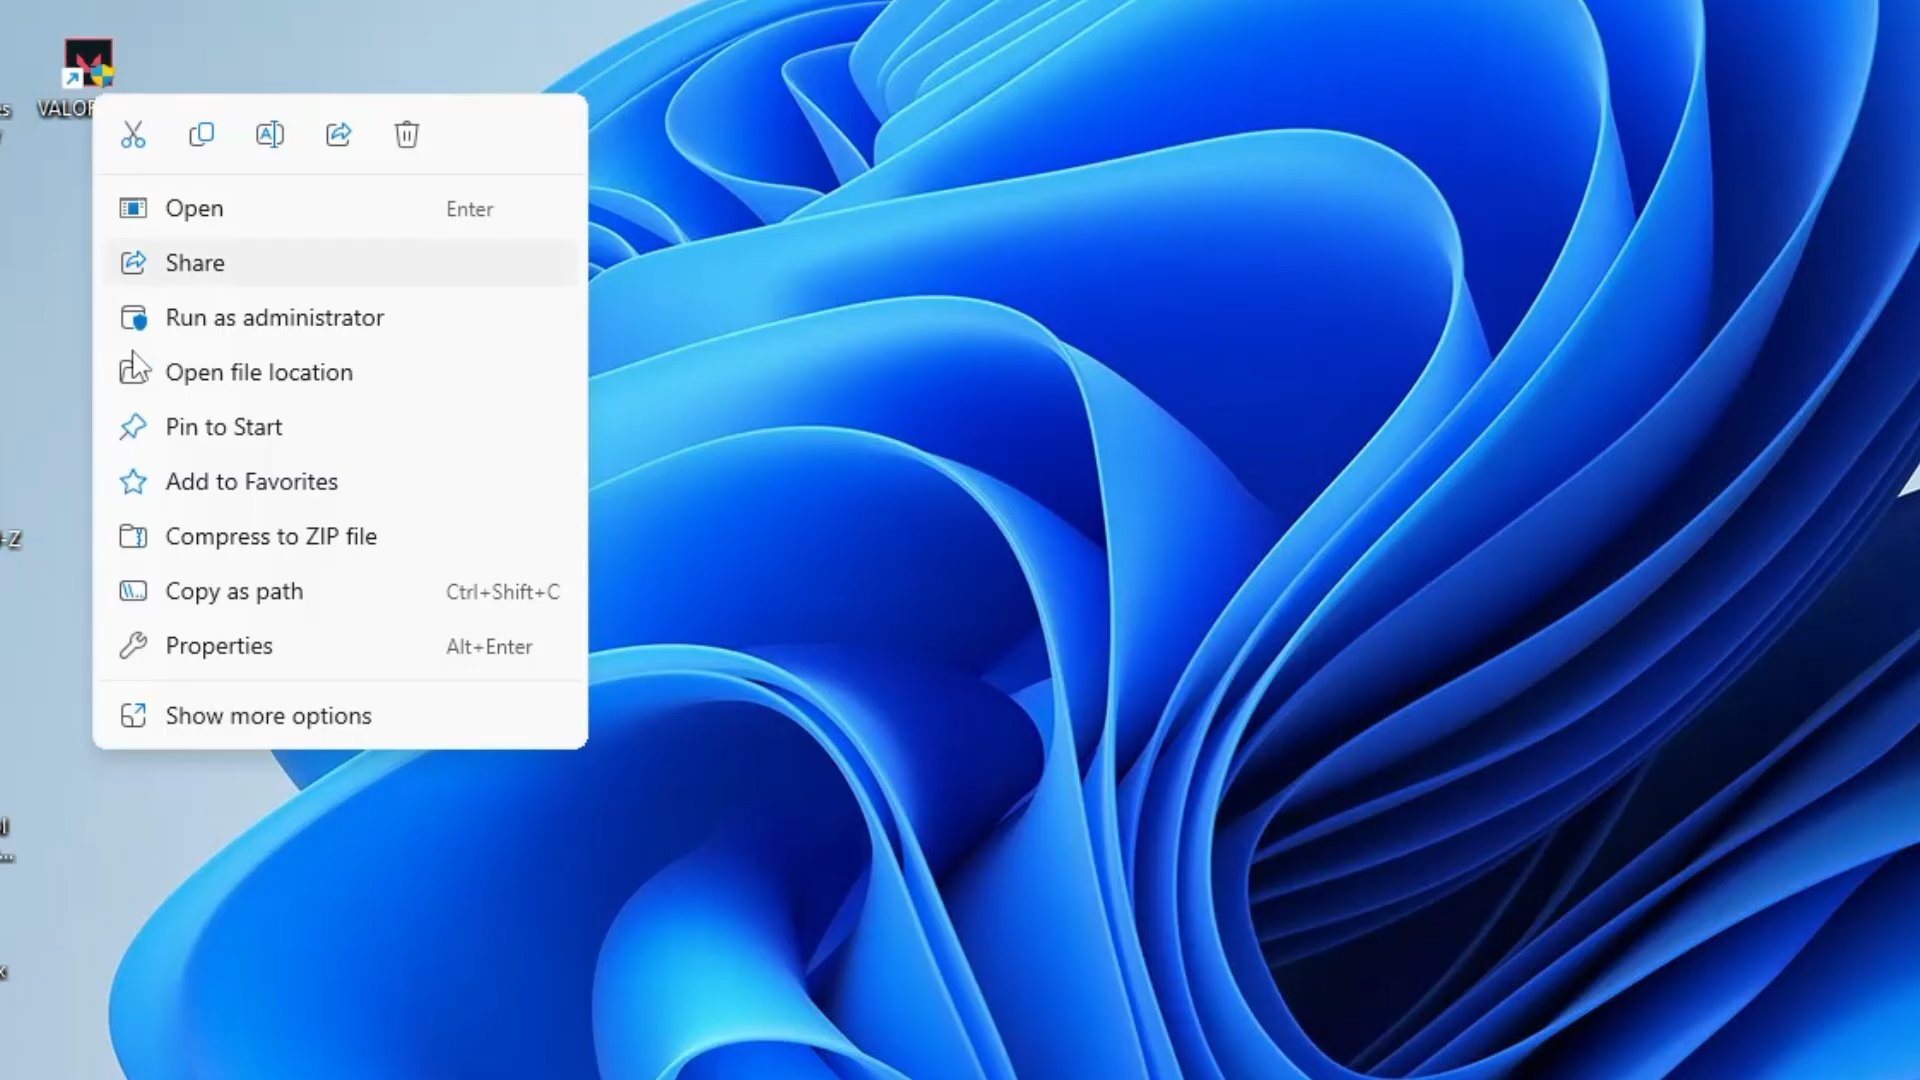 VALOR
Open Enter
Share
Run as administrator
Open file location
Pin to Start
Add to Favorites
Compress to ZIP file
Copy as path Ctrl+Shift+C
Properties Alt+Enter
Show more options